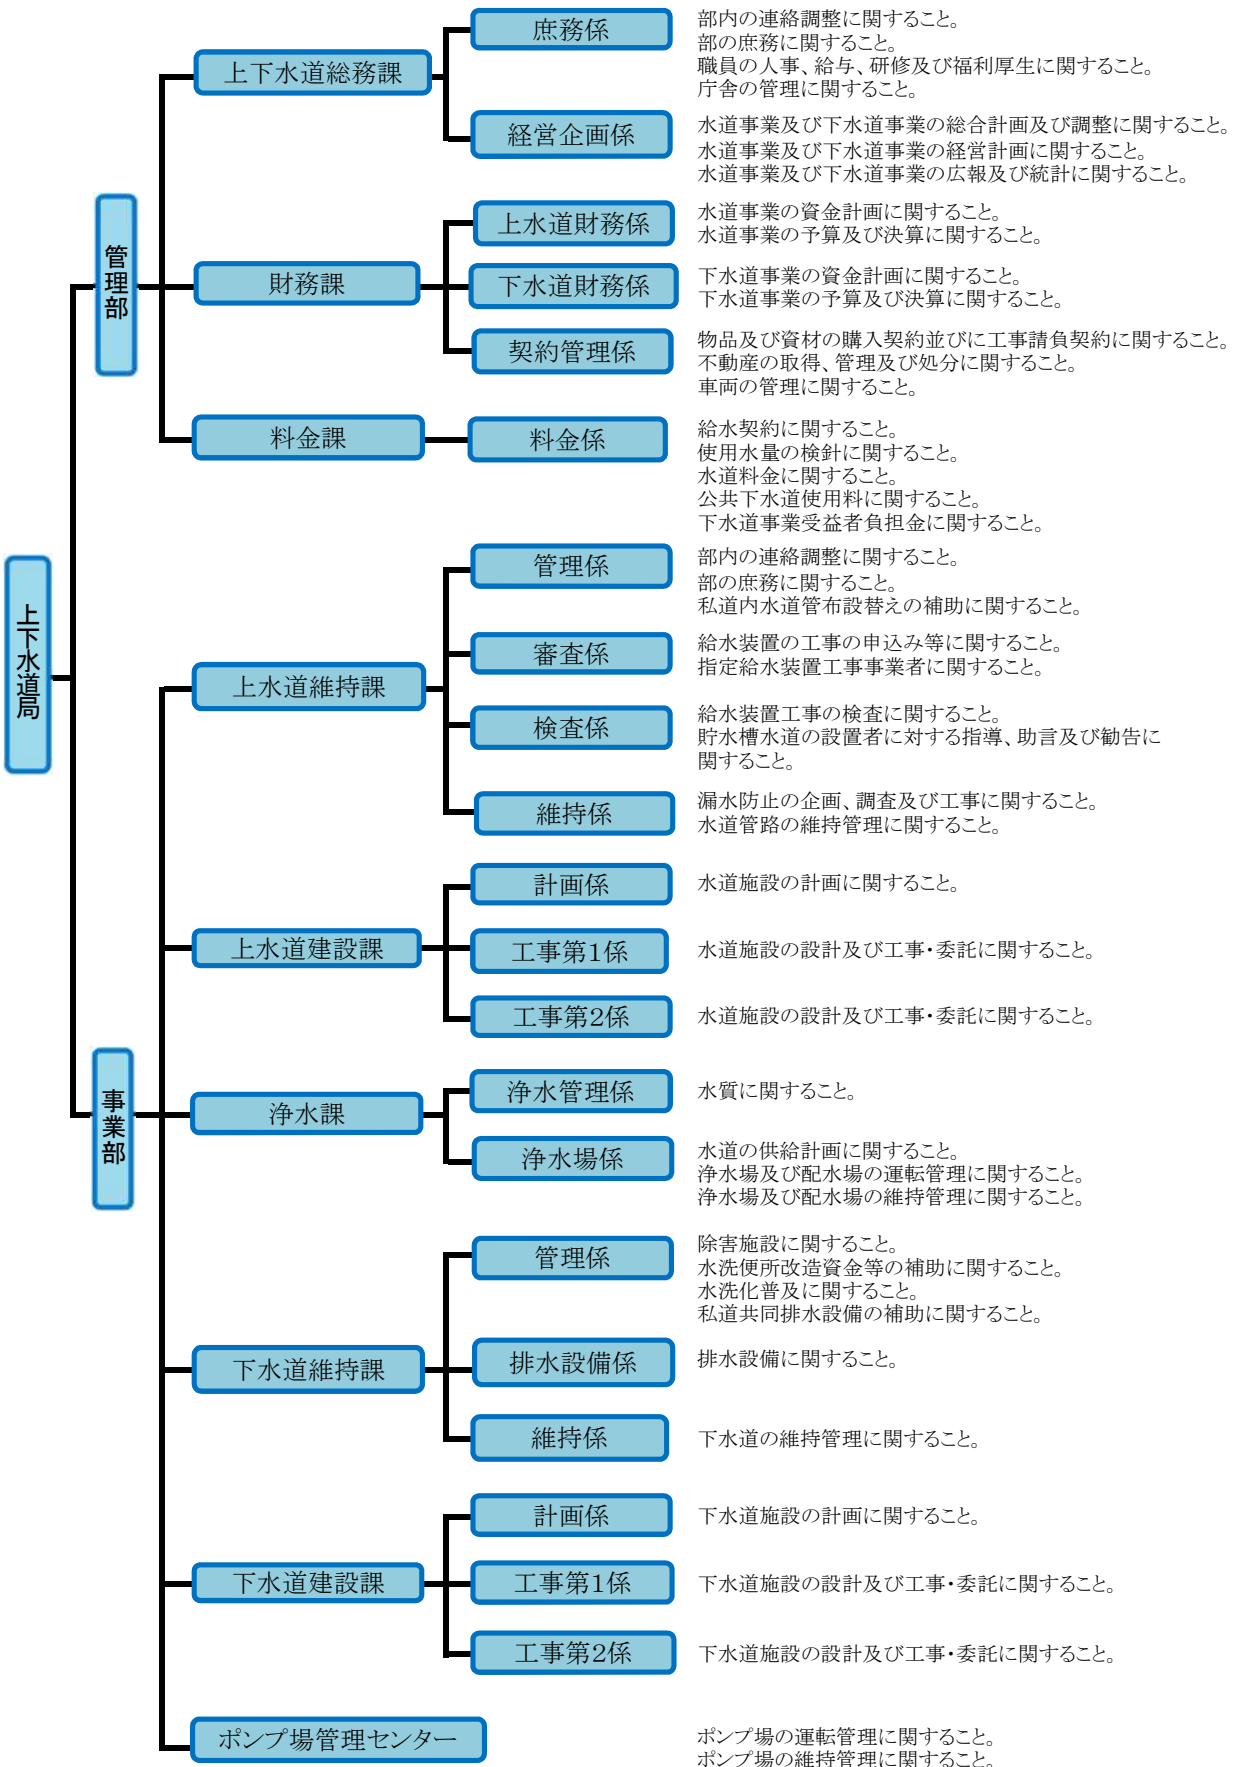 上下水道局
管理部
上下水道総務課
庶務係
部内の連絡調整に関すること。
部の庶務に関すること。
職員の人事、給与、研修及び福利厚生に関すること。
庁舎の管理に関すること。
経営企画係
水道事業及び下水道事業の総合計画及び調整に関すること。
水道事業及び下水道事業の経営計画に関すること。
水道事業及び下水道事業の広報及び統計に関すること。
財務課
上水道財務係
水道事業の資金計画に関すること。
水道事業の予算及び決算に関すること。
下水道財務係
下水道事業の資金計画に関すること。
下水道事業の予算及び決算に関すること。
契約管理係
物品及び資材の購入契約並びに工事請負契約に関すること。
不動産の取得、管理及び処分に関すること。
車両の管理に関すること。
料金課
料金係
給水契約に関すること。
使用水量の検針に関すること。
水道料金に関すること。
公共下水道使用料に関すること。
下水道事業受益者負担金に関すること。
事業部
上水道維持課
管理係
部内の連絡調整に関すること。
部の庶務に関すること。
私道内水道管布設替えの補助に関すること。
審査係
給水装置の工事の申込み等に関すること。
指定給水装置工事事業者に関すること。
検査係
給水装置工事の検査に関すること。
貯水槽水道の設置者に対する指導、助言及び勧告に
関すること。
維持係
漏水防止の企画、調査及び工事に関すること。
水道管路の維持管理に関すること。
上水道建設課
計画係
水道施設の計画に関すること。
工事第1係
水道施設の設計及び工事・委託に関すること。
工事第2係
水道施設の設計及び工事・委託に関すること。
浄水課
浄水管理係
水質に関すること。
浄水場係
水道の供給計画に関すること。
浄水場及び配水場の運転管理に関すること。
浄水場及び配水場の維持管理に関すること。
下水道維持課
管理係
除害施設に関すること。
水洗便所改造資金等の補助に関すること。
水洗化普及に関すること。
私道共同排水設備の補助に関すること。
排水設備係
排水設備に関すること。
維持係
下水道の維持管理に関すること。
下水道建設課
計画係
下水道施設の計画に関すること。
工事第1係
下水道施設の設計及び工事・委託に関すること。
工事第2係
下水道施設の設計及び工事・委託に関すること。
ポンプ場管理センター
ポンプ場の運転管理に関すること。
ポンプ場の維持管理に関すること。